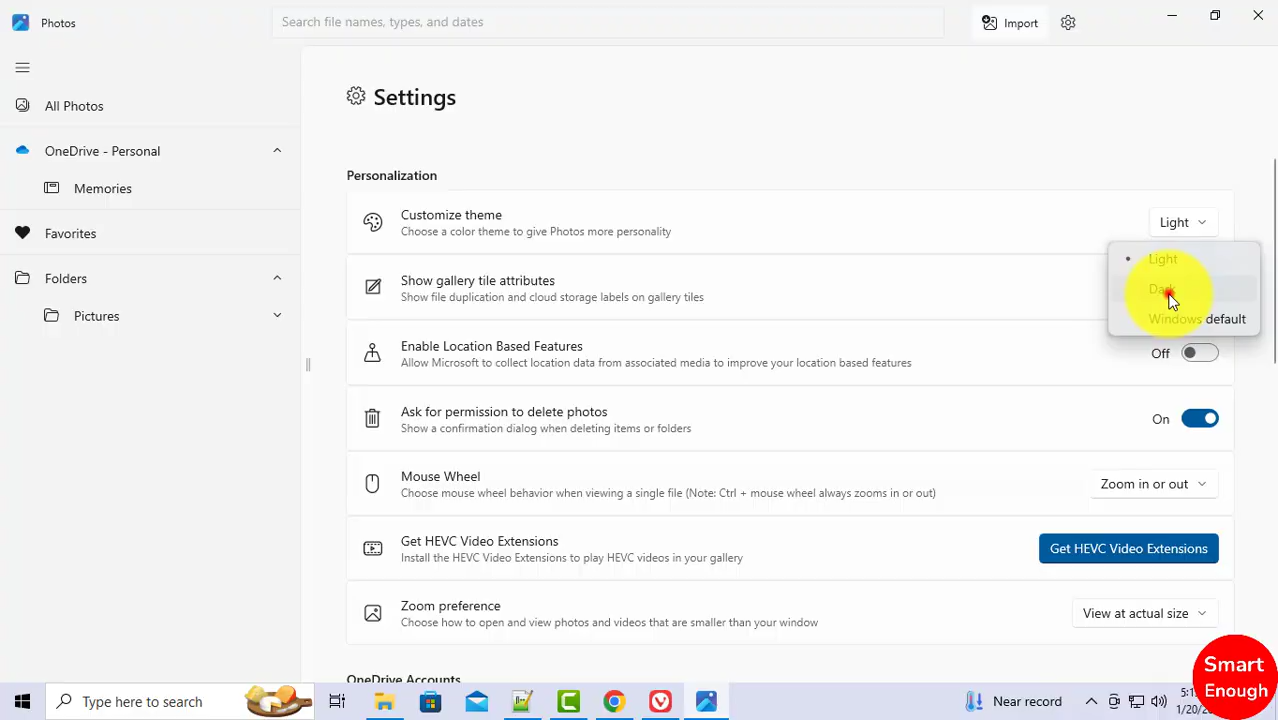 Photos
Search file names, types, and dates
Import
All Photos
OneDrive - Personal
Memories
Favorites
Folders
Pictures
Settings
Personalization
Customize theme
Choose a color theme to give Photos more personality
Light
Light
Dark
Windows default
Show gallery tile attributes
Show file duplication and cloud storage labels on gallery tiles
Enable Location Based Features
Allow Microsoft to collect location data from associated media to improve your location based features
Off
Ask for permission to delete photos
Show a confirmation dialog when deleting items or folders
On
Mouse Wheel
Choose mouse wheel behavior when viewing a single file (Note: Ctrl + mouse wheel always zooms in or out)
Zoom in or out
Get HEVC Video Extensions
Install the HEVC Video Extensions to play HEVC videos in your gallery
Get HEVC Video Extensions
Zoom preference
Choose how to open and view photos and videos that are smaller than your window
View at actual size
OneDrive Accounts
Smart
Enough
Type here to search
Near record